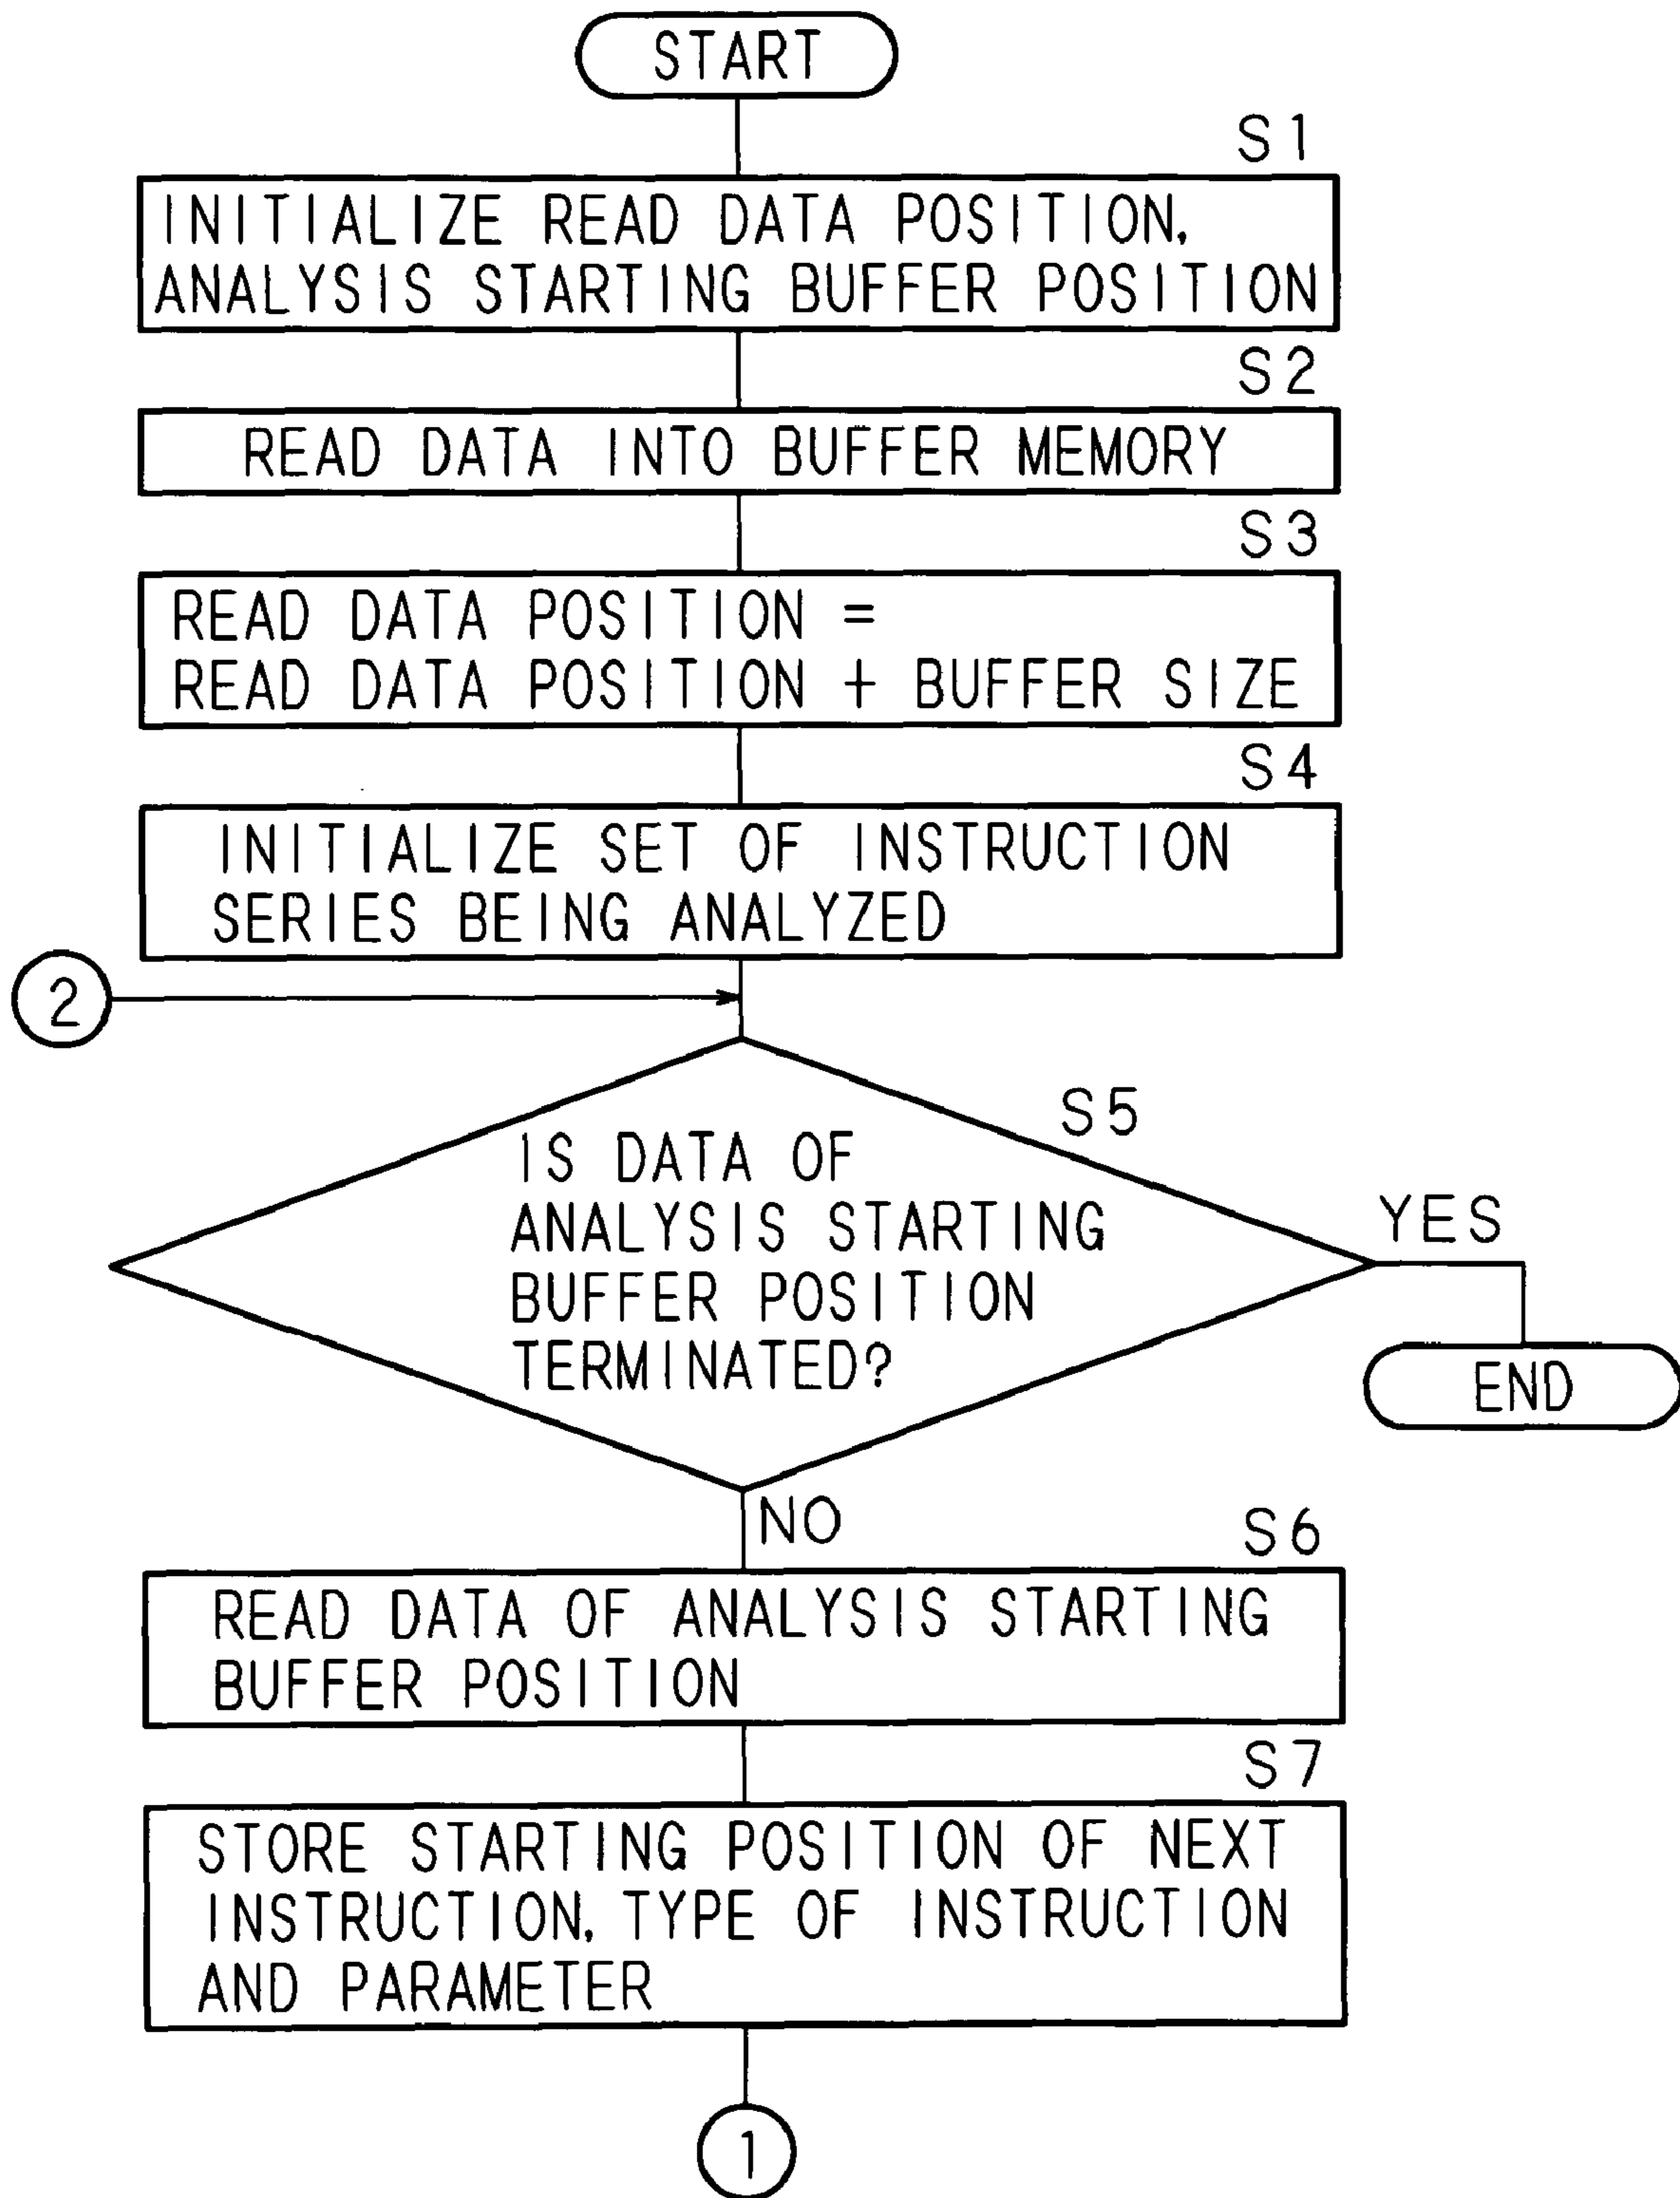 START
S1
INITIALIZE READ DATA POSITION,
ANALYSIS STARTING BUFFER POSITION
S2
READ DATA INTO BUFFER MEMORY
S3
READ DATA POSITION =
READ DATA POSITION + BUFFER SIZE
S4
INITIALIZE SET OF INSTRUCTION
SERIES BEING ANALYZED
2
S5
IS DATA OF
ANALYSIS STARTING
BUFFER POSITION
TERMINATED?
YES
END
NO
S6
READ DATA OF ANALYSIS STARTING
BUFFER POSITION
S7
STORE STARTING POSITION OF NEXT
INSTRUCTION, TYPE OF INSTRUCTION
AND PARAMETER
1